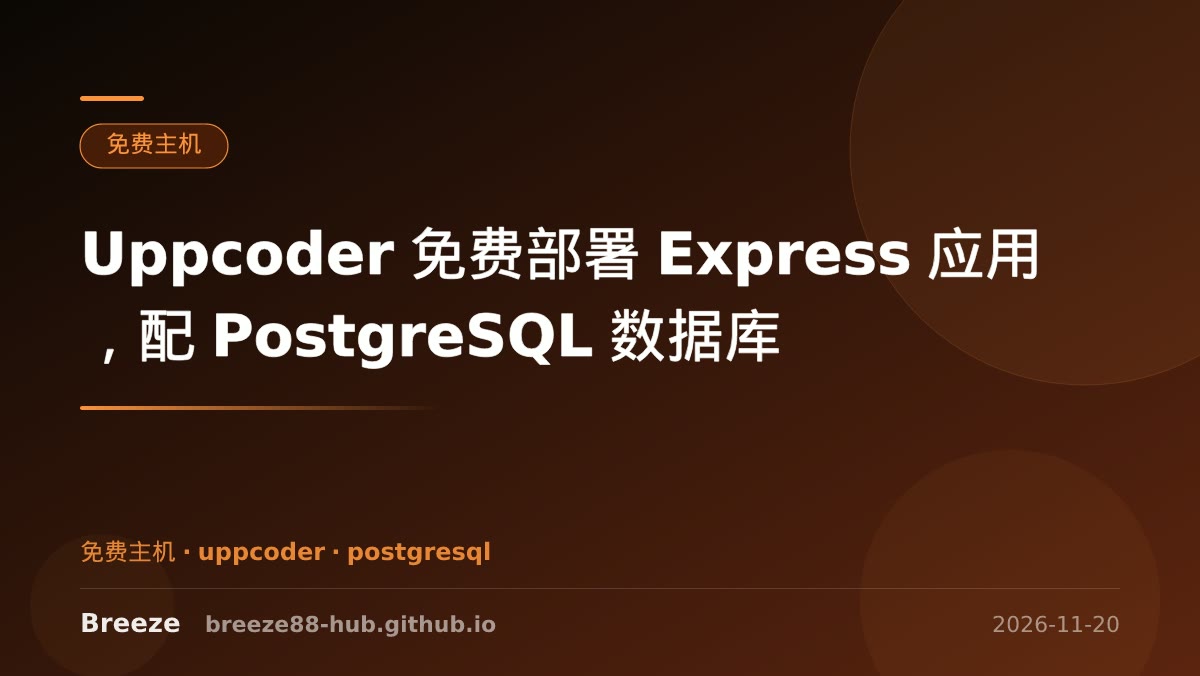 免费主机
Uppcoder 免费部署 Express 应用
，配 PostgreSQL 数据库
免费主机 · uppcoder · postgresql
Breeze breeze88-hub.github.io 2026-11-20